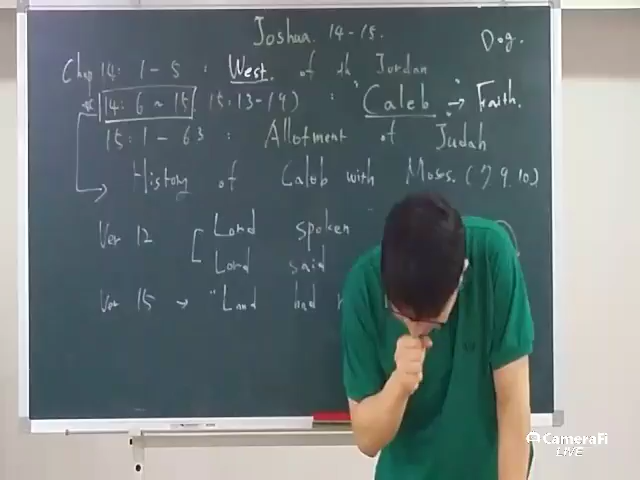 Joshua. 14-15.
Dog.
Chap 14: 1-5 : West. of th Jordan
14: 6~15 (15:13-19) : "Caleb" → Faith.
15: 1-63 : Allotment of Judah
History of Caleb with Moses. (7.9.10)
Ver 12 Lord spoken
Lord said
Ver 15 → "Land had
CameraFi
LIVE